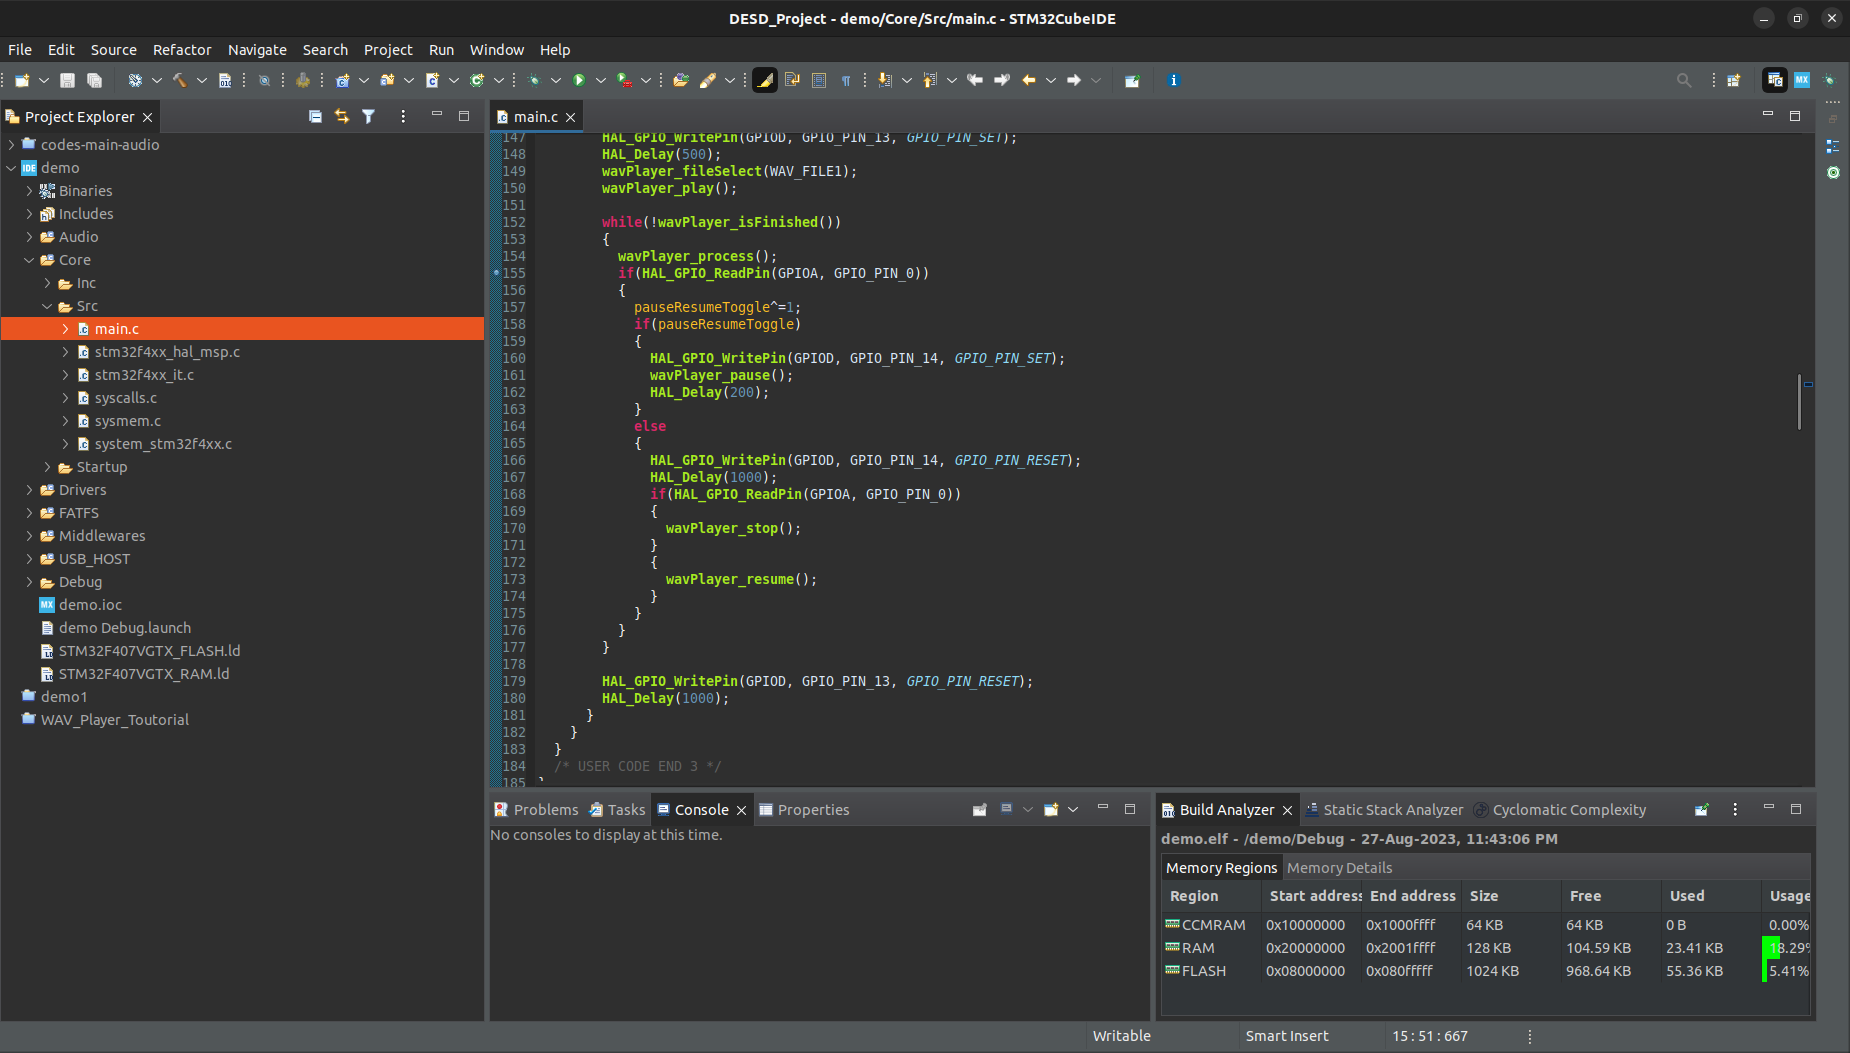 DESD_Project - demo/Core/Src/main.c - STM32CubeIDE
File Edit Source Refactor Navigate Search Project Run Window Help
Project Explorer
codes-main-audio
demo
Binaries
Includes
Audio
Core
Inc
Src
main.c
stm32f4xx_hal_msp.c
stm32f4xx_it.c
syscalls.c
sysmem.c
system_stm32f4xx.c
Startup
Drivers
FATFS
Middlewares
USB_HOST
Debug
demo.ioc
demo Debug.launch
STM32F407VGTX_FLASH.ld
STM32F407VGTX_RAM.ld
demo1
WAV_Player_Toutorial
main.c
147 HAL_GPIO_WritePin(GPIOD, GPIO_PIN_13, GPIO_PIN_SET);
148 HAL_Delay(500);
149 wavPlayer_fileSelect(WAV_FILE1);
150 wavPlayer_play();
151
152 while(!wavPlayer_isFinished())
153 {
154 wavPlayer_process();
155 if(HAL_GPIO_ReadPin(GPIOA, GPIO_PIN_0))
156 {
157 pauseResumeToggle^=1;
158 if(pauseResumeToggle)
159 {
160 HAL_GPIO_WritePin(GPIOD, GPIO_PIN_14, GPIO_PIN_SET);
161 wavPlayer_pause();
162 HAL_Delay(200);
163 }
164 else
165 {
166 HAL_GPIO_WritePin(GPIOD, GPIO_PIN_14, GPIO_PIN_RESET);
167 HAL_Delay(1000);
168 if(HAL_GPIO_ReadPin(GPIOA, GPIO_PIN_0))
169 {
170 wavPlayer_stop();
171 }
172 {
173 wavPlayer_resume();
174 }
175 }
176 }
177 }
178
179 HAL_GPIO_WritePin(GPIOD, GPIO_PIN_13, GPIO_PIN_RESET);
180 HAL_Delay(1000);
181 }
182 }
183 }
184 /* USER CODE END 3 */
185 }
Problems Tasks Console Properties
No consoles to display at this time.
Build Analyzer Static Stack Analyzer Cyclomatic Complexity
demo.elf - /demo/Debug - 27-Aug-2023, 11:43:06 PM
Memory Regions Memory Details
Region Start address End address Size Free Used Usage
CCMRAM 0x10000000 0x1000ffff 64 KB 64 KB 0 B 0.00%
RAM 0x20000000 0x2001ffff 128 KB 104.59 KB 23.41 KB 18.29%
FLASH 0x08000000 0x080fffff 1024 KB 968.64 KB 55.36 KB 5.41%
Writable Smart Insert 15 : 51 : 667